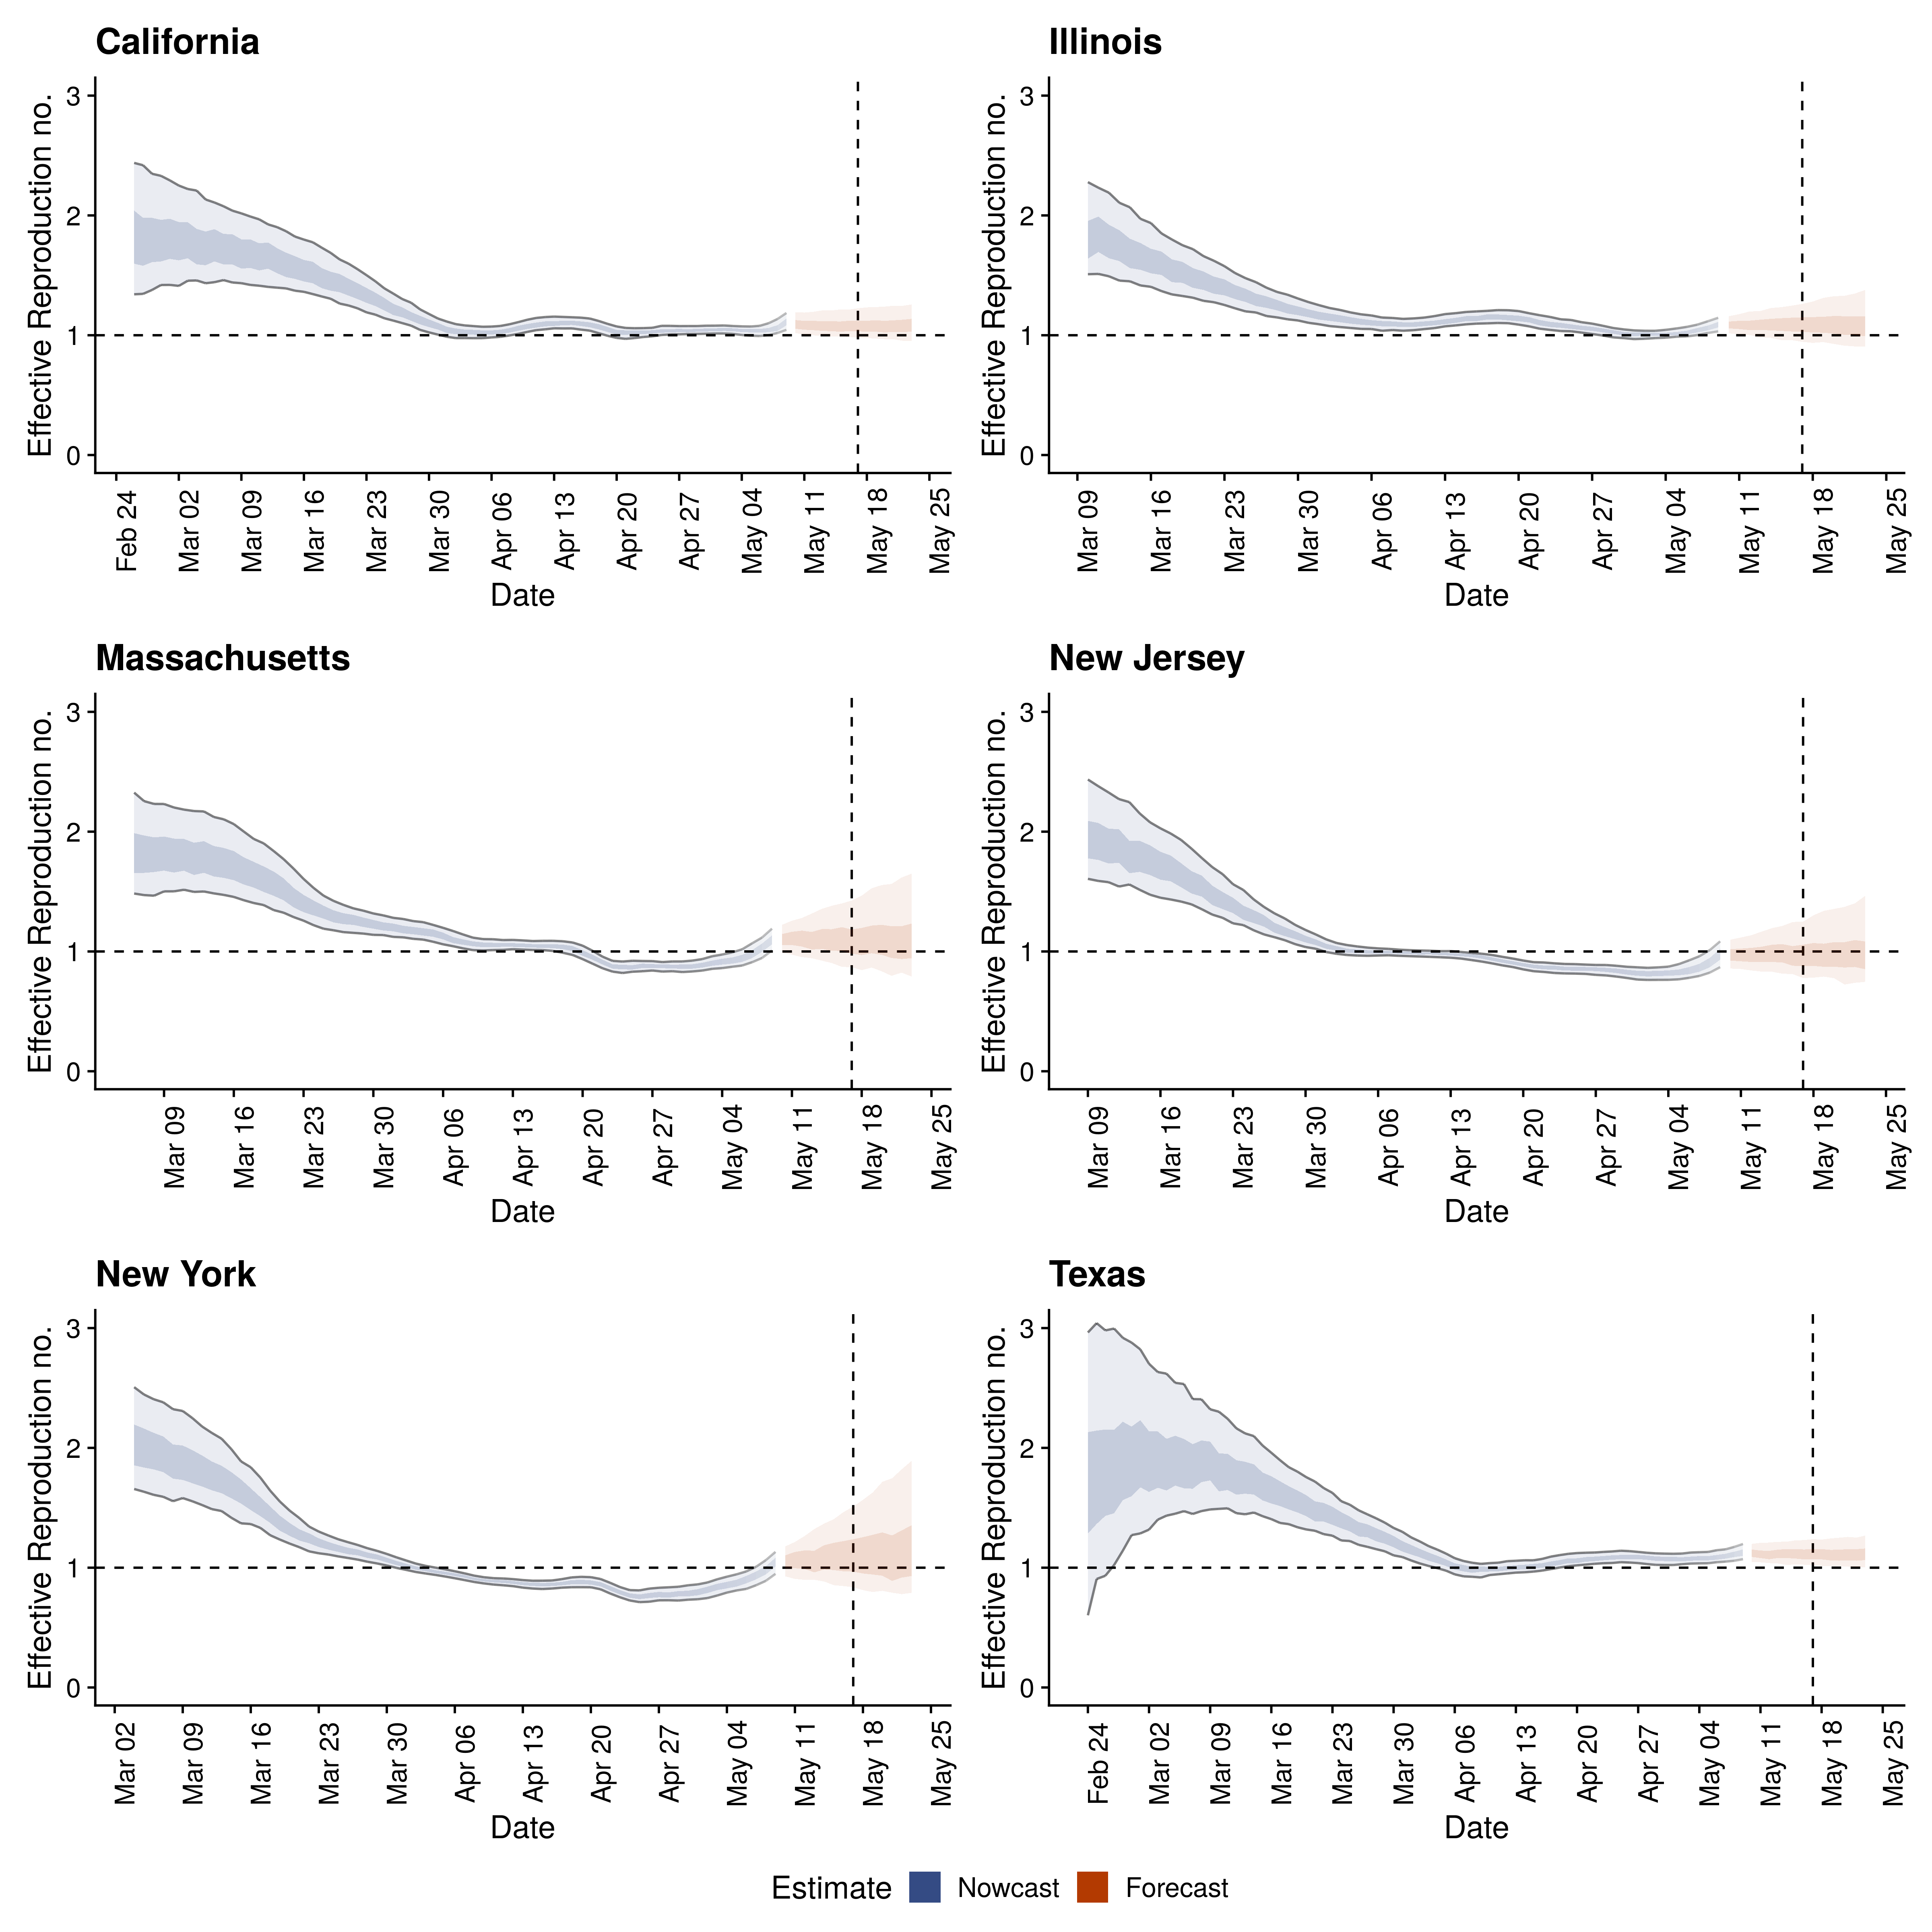 California
Effective Reproduction no.
3
2
1
0
Feb 24 Mar 02 Mar 09 Mar 16 Mar 23 Mar 30 Apr 06 Apr 13 Apr 20 Apr 27 May 04 May 11 May 18 May 25
Date
Illinois
Effective Reproduction no.
3
2
1
0
Mar 09 Mar 16 Mar 23 Mar 30 Apr 06 Apr 13 Apr 20 Apr 27 May 04 May 11 May 18 May 25
Date
Massachusetts
Effective Reproduction no.
3
2
1
0
Mar 09 Mar 16 Mar 23 Mar 30 Apr 06 Apr 13 Apr 20 Apr 27 May 04 May 11 May 18 May 25
Date
New Jersey
Effective Reproduction no.
3
2
1
0
Mar 09 Mar 16 Mar 23 Mar 30 Apr 06 Apr 13 Apr 20 Apr 27 May 04 May 11 May 18 May 25
Date
New York
Effective Reproduction no.
3
2
1
0
Mar 02 Mar 09 Mar 16 Mar 23 Mar 30 Apr 06 Apr 13 Apr 20 Apr 27 May 04 May 11 May 18 May 25
Date
Texas
Effective Reproduction no.
3
2
1
0
Feb 24 Mar 02 Mar 09 Mar 16 Mar 23 Mar 30 Apr 06 Apr 13 Apr 20 Apr 27 May 04 May 11 May 18 May 25
Date
Estimate Nowcast Forecast